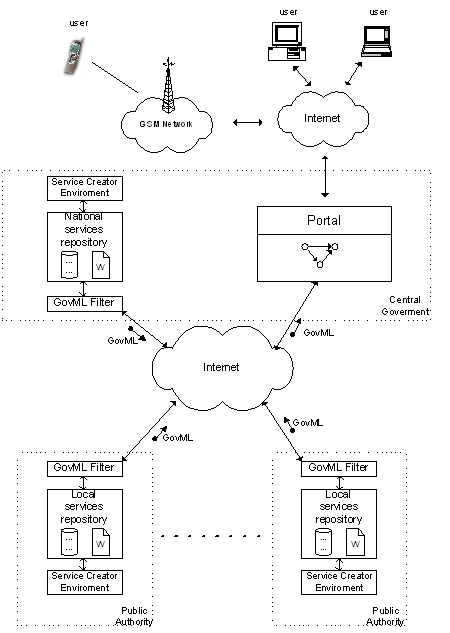 user
user
user
GSM Network
Internet
Service Creator
Enviroment
National
services
repository
W
GovML Filter
Portal
Central
Goverment
GovML
GovML
Internet
GovML
GovML
GovML Filter
Local
services
repository
W
Service Creator
Enviroment
Public
Authority
GovML Filter
Local
services
repository
W
Service Creator
Enviroment
Public
Authority